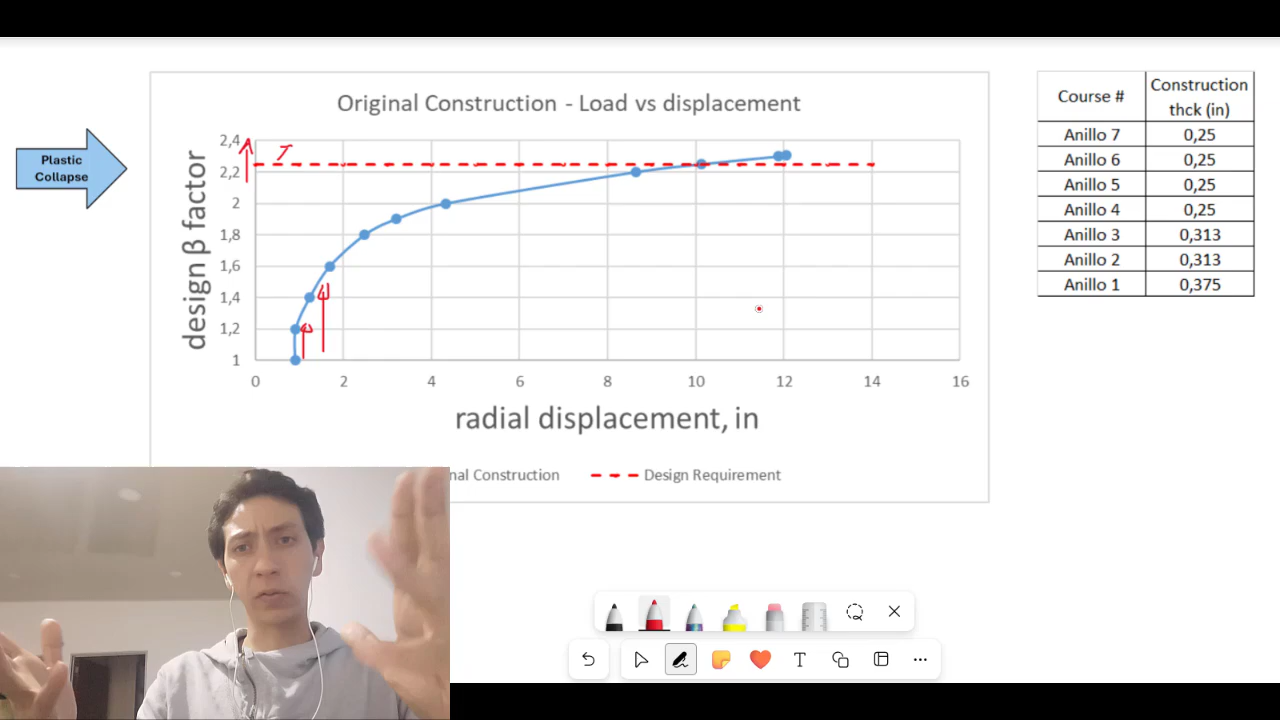 Plastic
Collapse
Original Construction - Load vs displacement
design β factor
2,4
2,2
2
1,8
1,6
1,4
1,2
1
0 2 4 6 8 10 12 14 16
radial displacement, in
nal Construction Design Requirement
Course # Construction thck (in)
Anillo 7 0,25
Anillo 6 0,25
Anillo 5 0,25
Anillo 4 0,25
Anillo 3 0,313
Anillo 2 0,313
Anillo 1 0,375
T